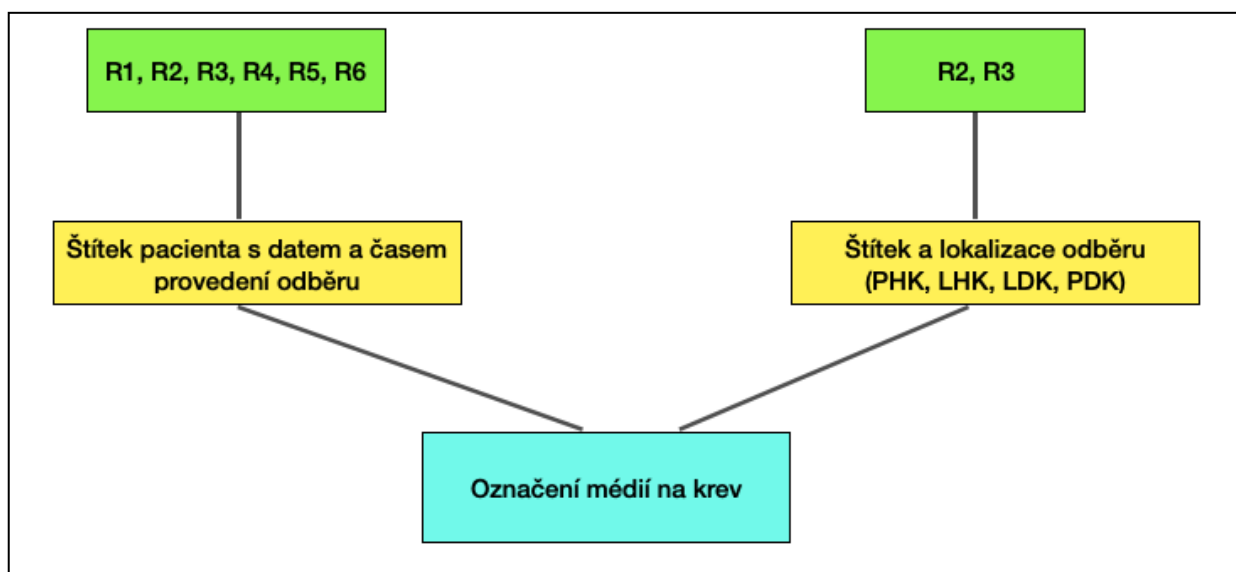 R1, R2, R3, R4, R5, R6
R2, R3
Štítek pacienta s datem a časem
provedení odběru
Štítek a lokalizace odběru
(PHK, LHK, LDK, PDK)
Označení médií na krev